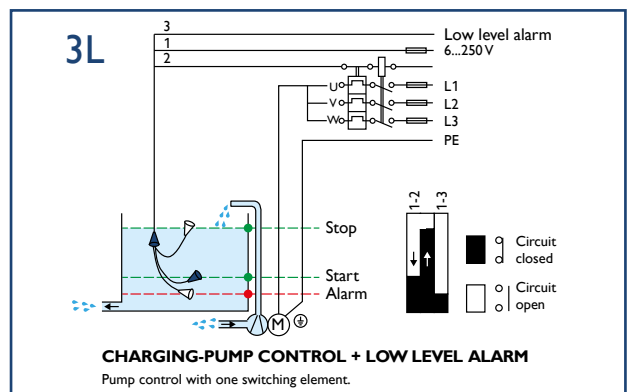 3L
3
Low level alarm
1
6...250 V
2
U
L1
V
L2
W
L3
PE
1-2
1-3
Stop
Circuit
closed
Start
Alarm
Circuit
open
M
CHARGING-PUMP CONTROL + LOW LEVEL ALARM
Pump control with one switching element.